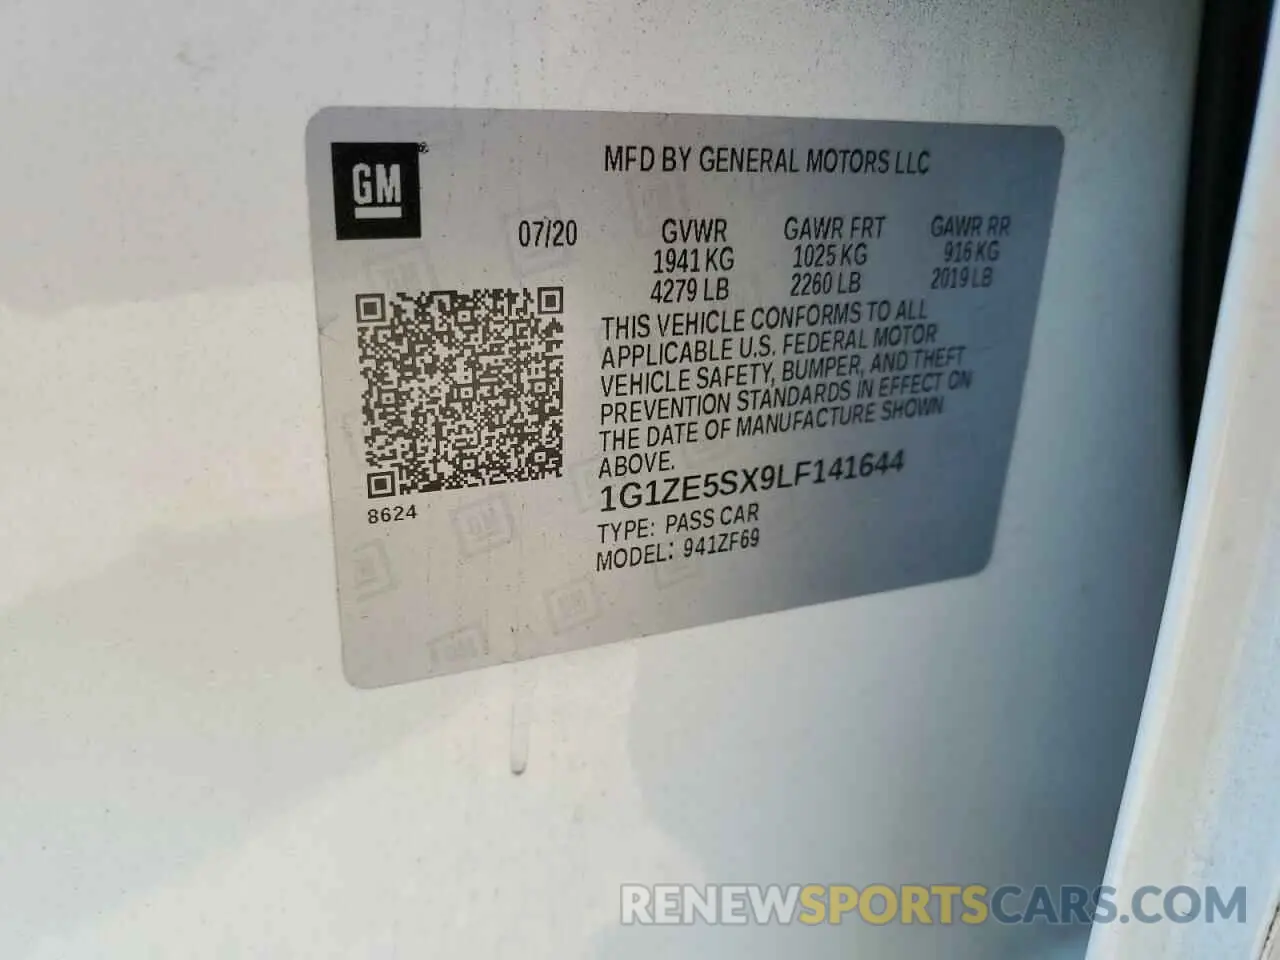 GM
MFD BY GENERAL MOTORS LLC
07/20 GVWR GAWR FRT GAWR RR
1941 KG 1025 KG 916 KG
4279 LB 2260 LB 2019 LB
THIS VEHICLE CONFORMS TO ALL
APPLICABLE U.S. FEDERAL MOTOR
VEHICLE SAFETY, BUMPER, AND THEFT
PREVENTION STANDARDS IN EFFECT ON
THE DATE OF MANUFACTURE SHOWN
ABOVE.
1G1ZE5SX9LF141644
TYPE: PASS CAR
MODEL: 941ZF69
8624
RENEWSPORTSCARS.COM